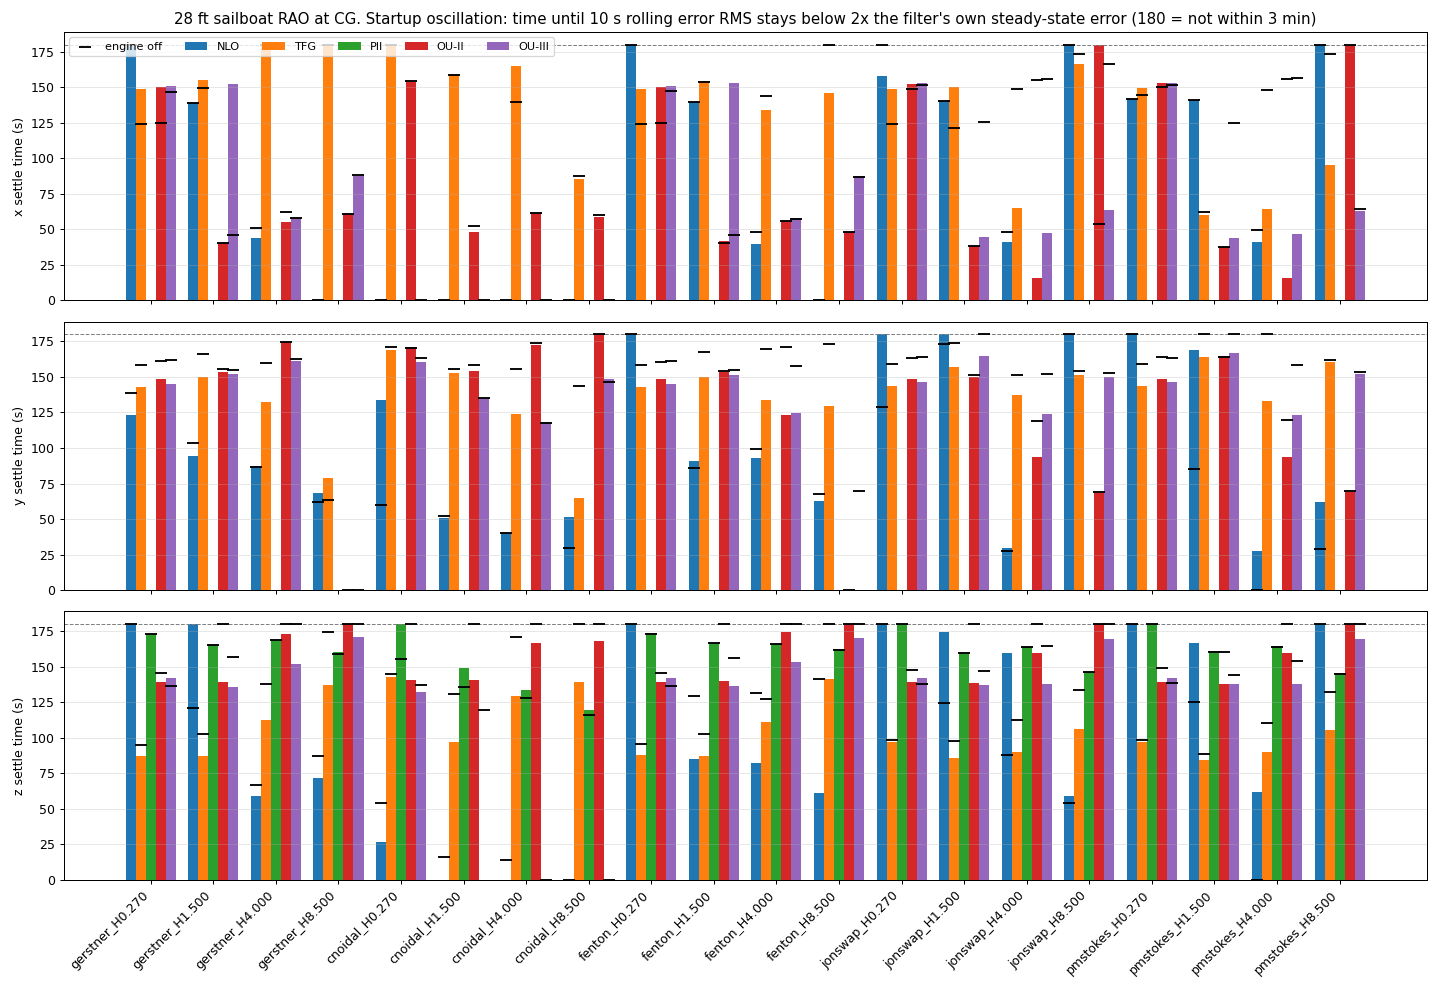 28 ft sailboat RAO at CG. Startup oscillation: time until 10 s rolling error RMS stays below 2x the filter's own steady-state error (180 = not within 3 min)
engine off NLO TFG PII OU-II OU-III
x settle time (s)
175
150
125
100
75
50
25
0
y settle time (s)
175
150
125
100
75
50
25
0
z settle time (s)
175
150
125
100
75
50
25
0
gerstner_H0.270
gerstner_H1.500
gerstner_H4.000
gerstner_H8.500
cnoidal_H0.270
cnoidal_H1.500
cnoidal_H4.000
cnoidal_H8.500
fenton_H0.270
fenton_H1.500
fenton_H4.000
fenton_H8.500
jonswap_H0.270
jonswap_H1.500
jonswap_H4.000
jonswap_H8.500
pmstokes_H0.270
pmstokes_H1.500
pmstokes_H4.000
pmstokes_H8.500